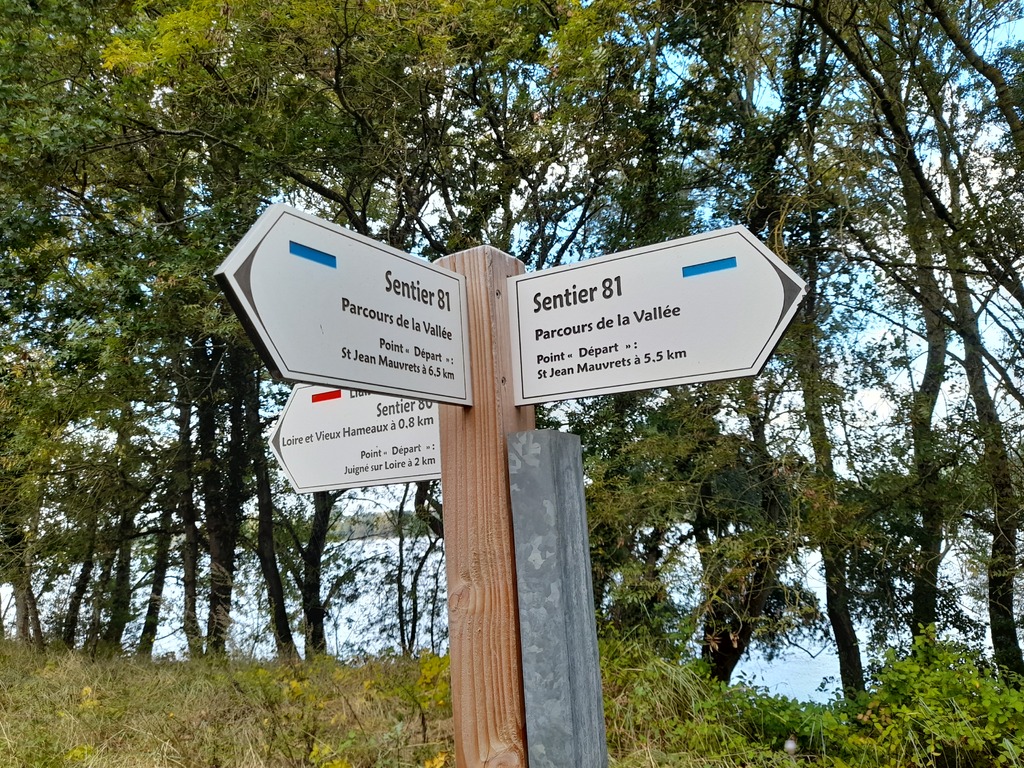 Sentier 81
Parcours de la Vallée
Point « Départ » :
St Jean Mauvrets à 6.5 km
Sentier 81
Parcours de la Vallée
Point « Départ » :
St Jean Mauvrets à 5.5 km
Sentier 80
Loire et Vieux Hameaux à 0.8 km
Point « Départ » :
Juigné sur Loire à 2 km